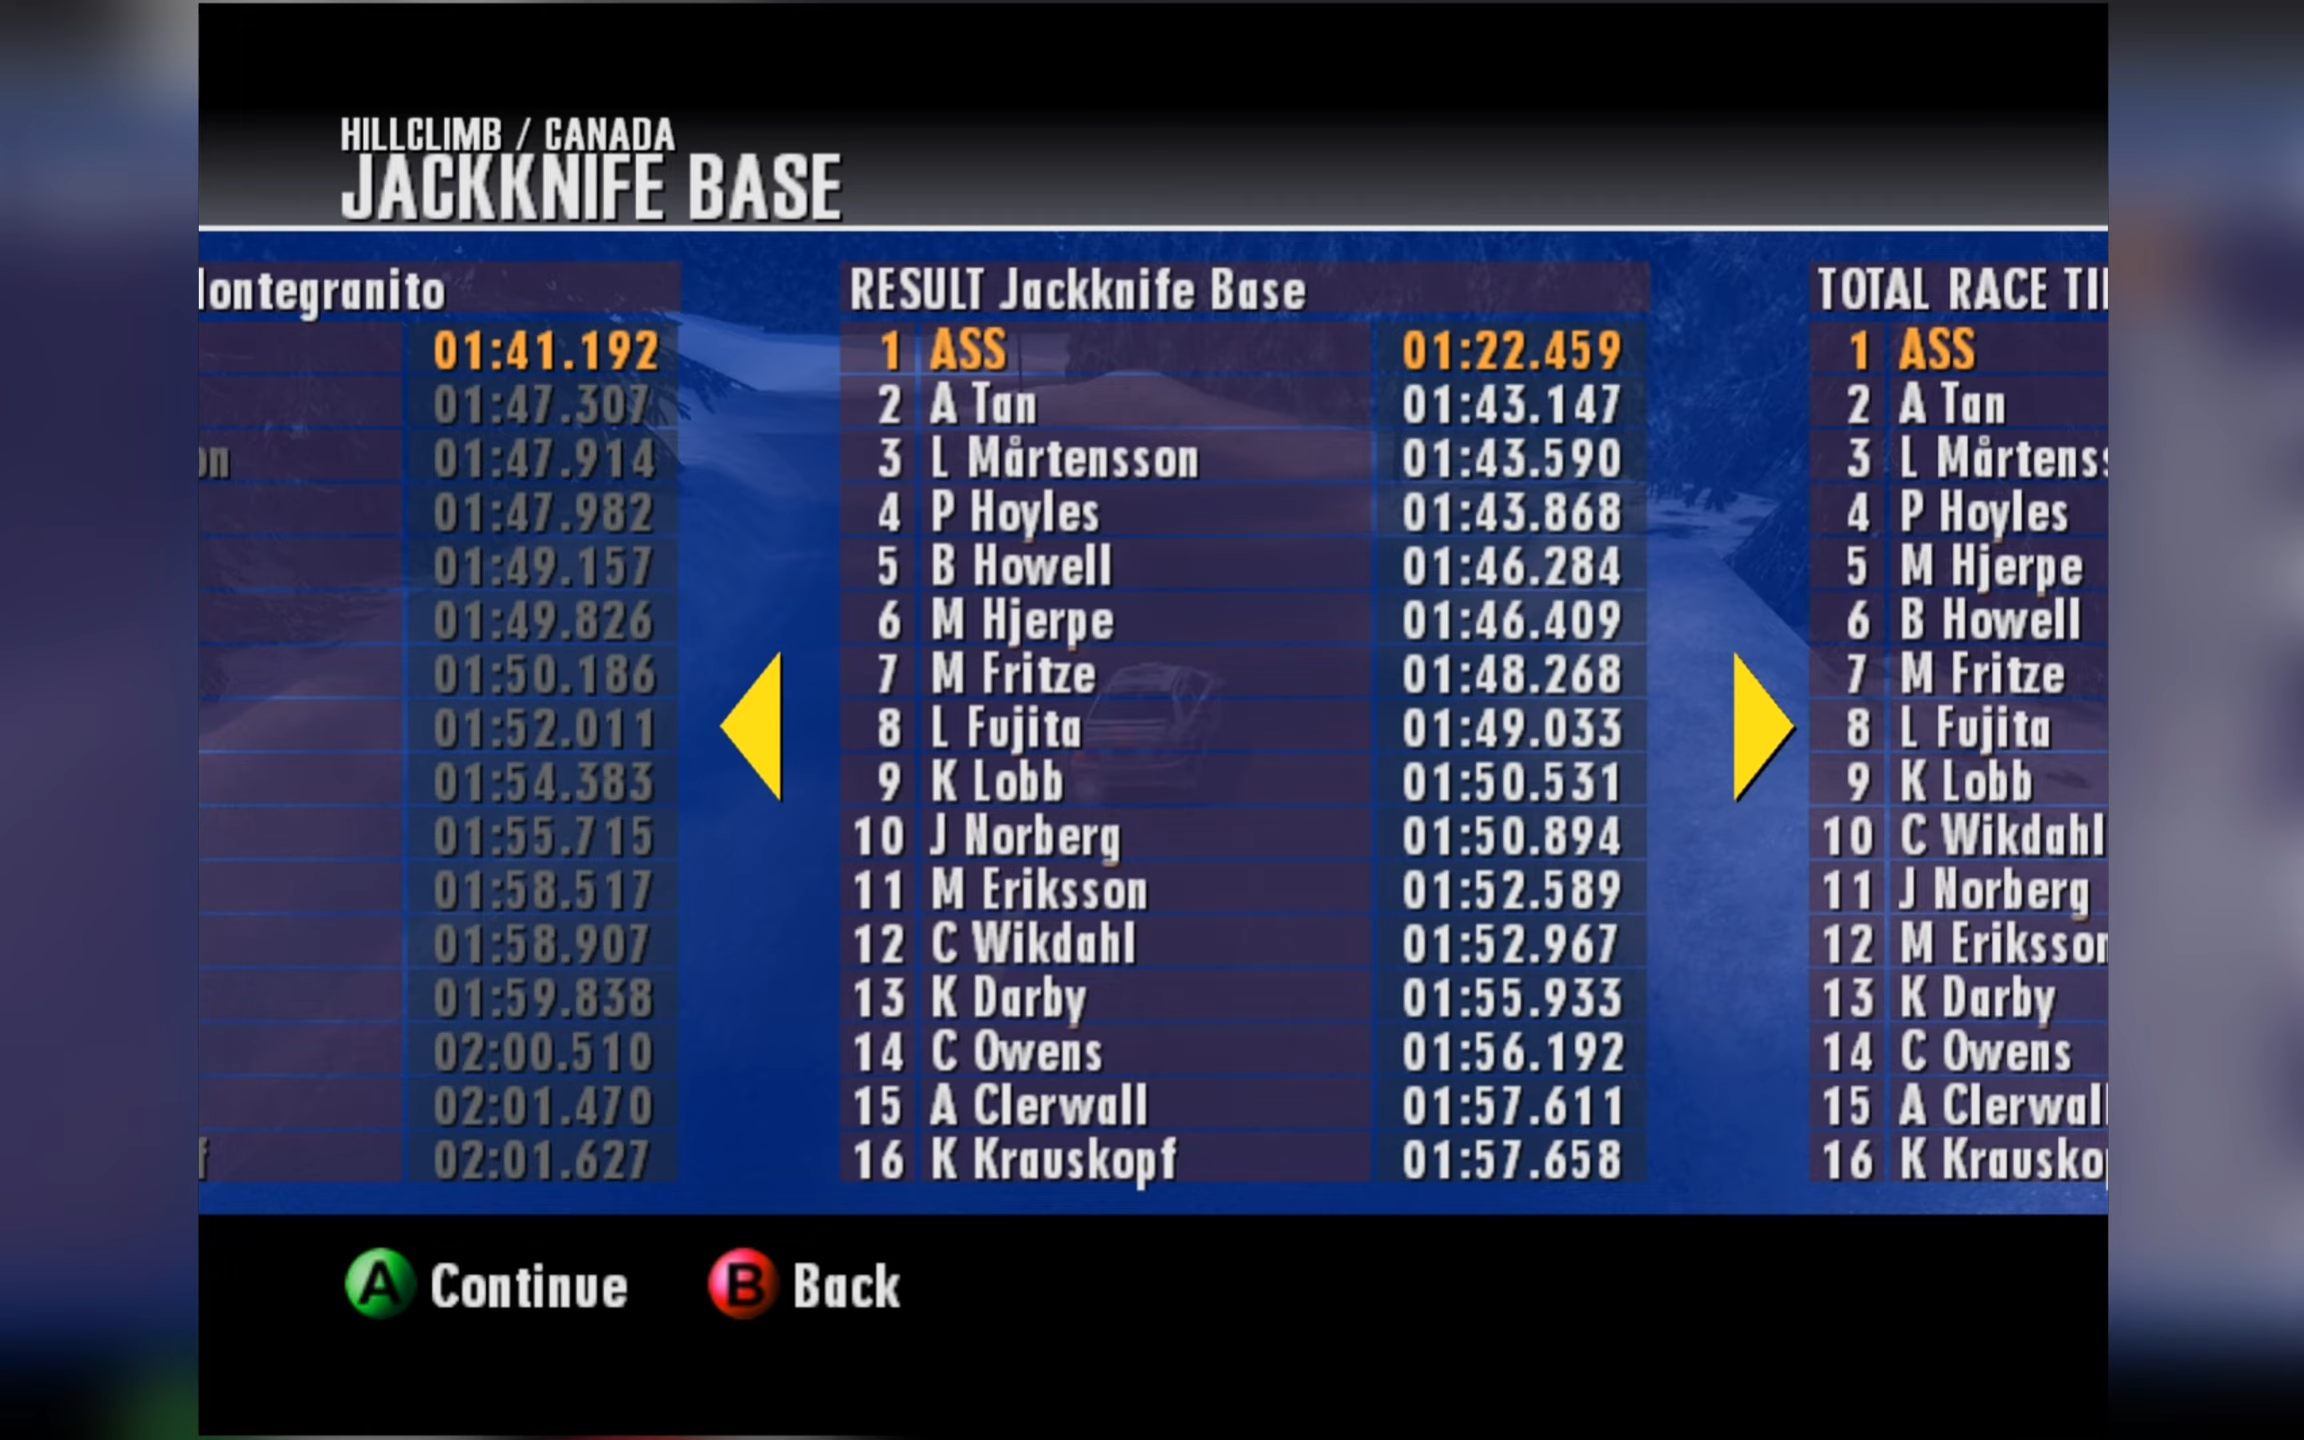 HILLCLIMB / CANADA
JACKKNIFE BASE
ontegranito
01:41.192
01:47.307
on 01:47.914
01:47.982
01:49.157
01:49.826
01:50.186
01:52.011
01:54.383
01:55.715
01:58.517
01:58.907
01:59.838
02:00.510
02:01.470
f 02:01.627
RESULT Jackknife Base
1 ASS 01:22.459
2 A Tan 01:43.147
3 L Mårtensson 01:43.590
4 P Hoyles 01:43.868
5 B Howell 01:46.284
6 M Hjerpe 01:46.409
7 M Fritze 01:48.268
8 L Fujita 01:49.033
9 K Lobb 01:50.531
10 J Norberg 01:50.894
11 M Eriksson 01:52.589
12 C Wikdahl 01:52.967
13 K Darby 01:55.933
14 C Owens 01:56.192
15 A Clerwall 01:57.611
16 K Krauskopf 01:57.658
TOTAL RACE TI
1 ASS
2 A Tan
3 L Mårtens
4 P Hoyles
5 M Hjerpe
6 B Howell
7 M Fritze
8 L Fujita
9 K Lobb
10 C Wikdahl
11 J Norberg
12 M Eriksso
13 K Darby
14 C Owens
15 A Clerwal
16 K Krausko
A Continue B Back